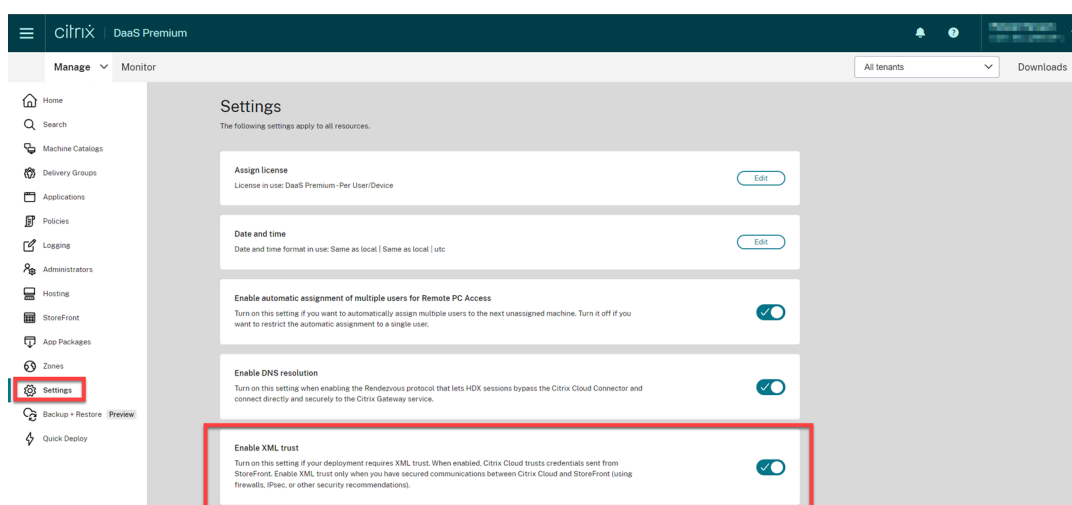 citrix DaaS Premium
Manage Monitor All tenants Downloads
Home
Search
Machine Catalogs
Delivery Groups
Applications
Policies
Logging
Administrators
Hosting
StoreFront
App Packages
Zones
Settings
Backup + Restore Preview
Quick Deploy
Settings
The following settings apply to all resources.
Assign license
License in use: DaaS Premium - Per User/Device
Edit
Date and time
Date and time format in use: Same as local | Same as local | utc
Edit
Enable automatic assignment of multiple users for Remote PC Access
Turn on this setting if you want to automatically assign multiple users to the next unassigned machine. Turn it off if you
want to restrict the automatic assignment to a single user.
Enable DNS resolution
Turn on this setting when enabling the Rendezvous protocol that lets HDX sessions bypass the Citrix Cloud Connector and
connect directly and securely to the Citrix Gateway service.
Enable XML trust
Turn on this setting if your deployment requires XML trust. When enabled, Citrix Cloud trusts credentials sent from
StoreFront. Enable XML trust only when you have secured communications between Citrix Cloud and StoreFront (using
firewalls, IPsec, or other security recommendations).